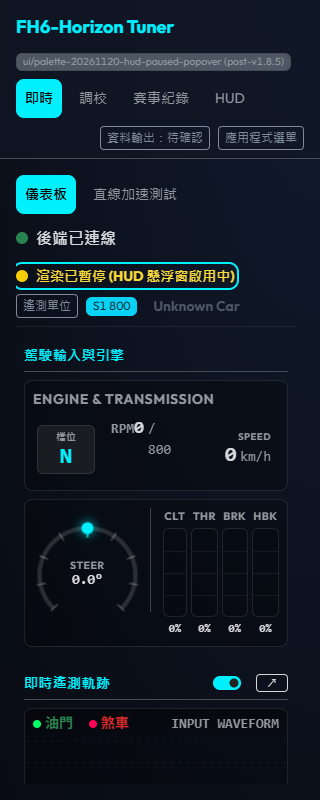 FH6-Horizon Tuner
ui/palette-20261120-hud-paused-popover (post-v1.8.5)
即時 調校 賽事紀錄 HUD
資料輸出：待確認 應用程式選單
儀表板 直線加速測試
後端已連線
渲染已暫停 (HUD 懸浮窗啟用中)
遙測單位 S1 800 Unknown Car
駕駛輸入與引擎
ENGINE & TRANSMISSION
檔位
N
RPM 0 / 800
SPEED
0 km/h
STEER
0.0°
CLT THR BRK HBK
0% 0% 0% 0%
即時遙測軌跡 ↗
油門 煞車 INPUT WAVEFORM